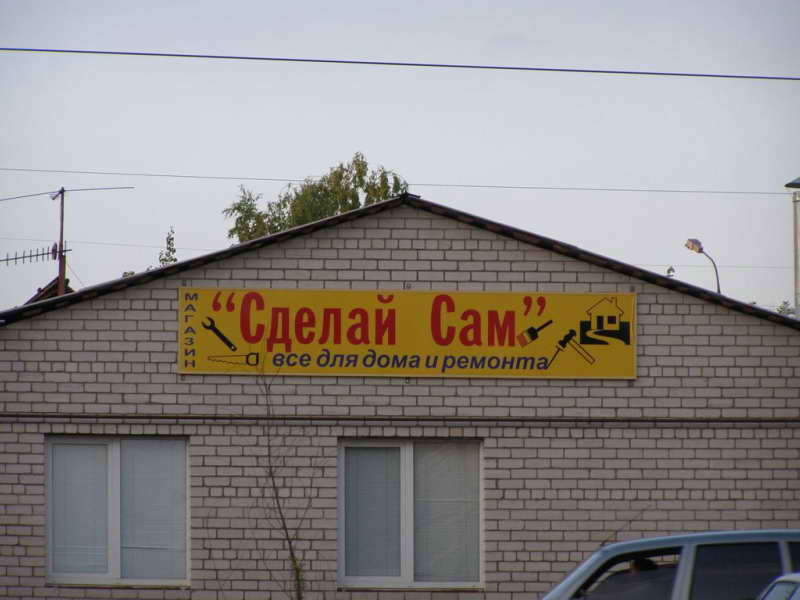 МАГАЗИН
“Сделай Сам”
все для дома и ремонта